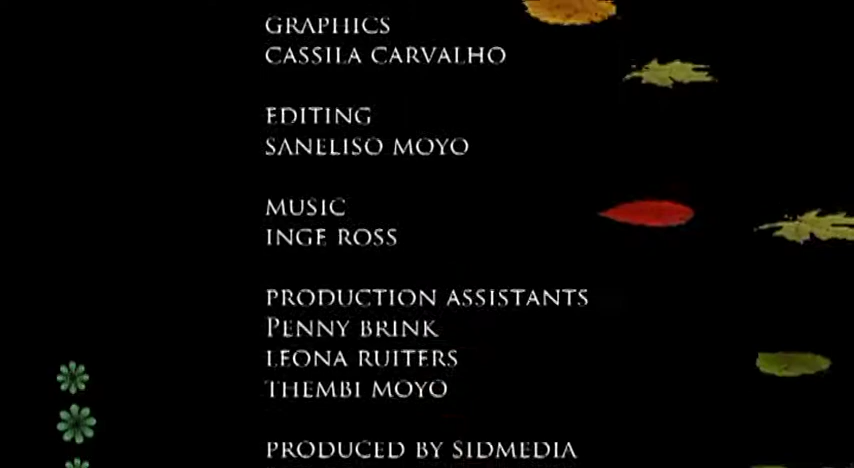 GRAPHICS
CASSILA CARVALHO
EDITING
SANELISO MOYO
MUSIC
INGE ROSS
PRODUCTION ASSISTANTS
PENNY BRINK
LEONA RUITERS
THEMBI MOYO
PRODUCED BY SIDMEDIA